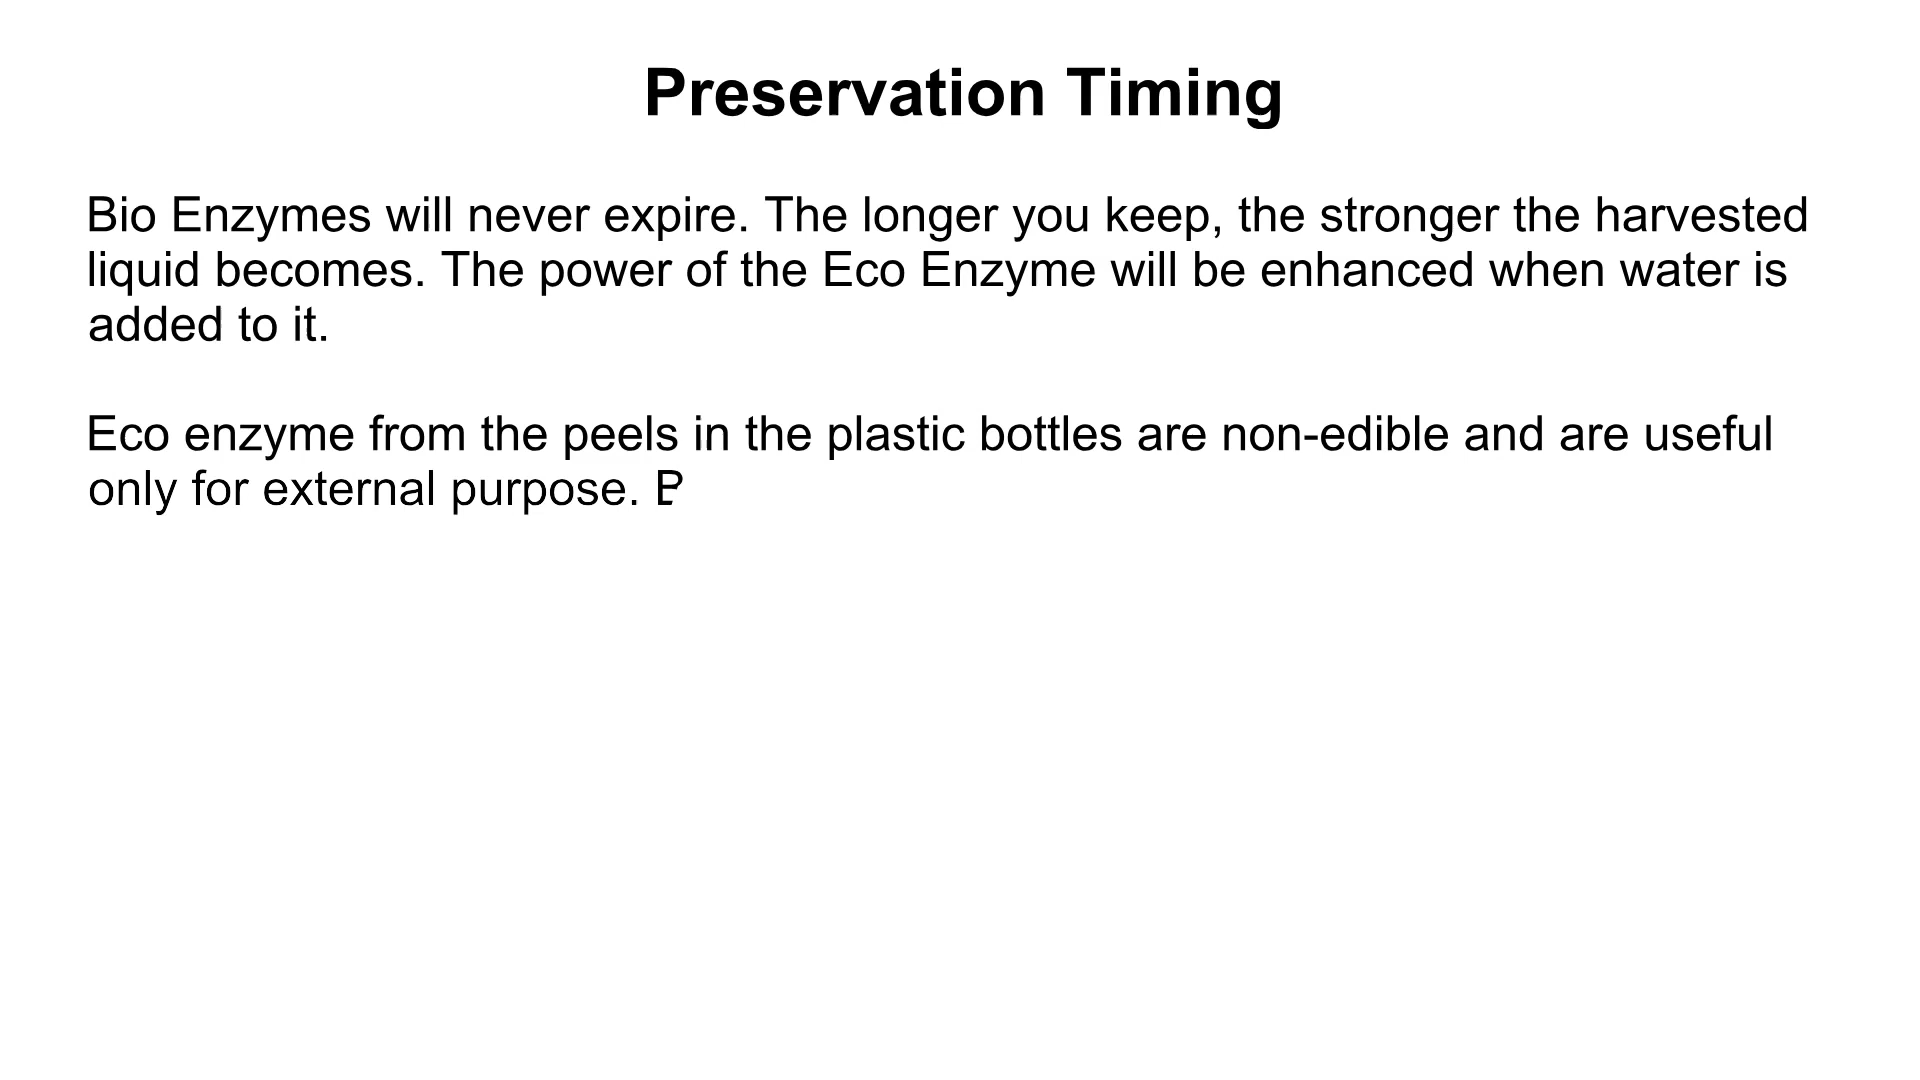 Preservation Timing
Bio Enzymes will never expire. The longer you keep, the stronger the harvested
liquid becomes. The power of the Eco Enzyme will be enhanced when water is
added to it.
Eco enzyme from the peels in the plastic bottles are non-edible and are useful
only for external purpose.